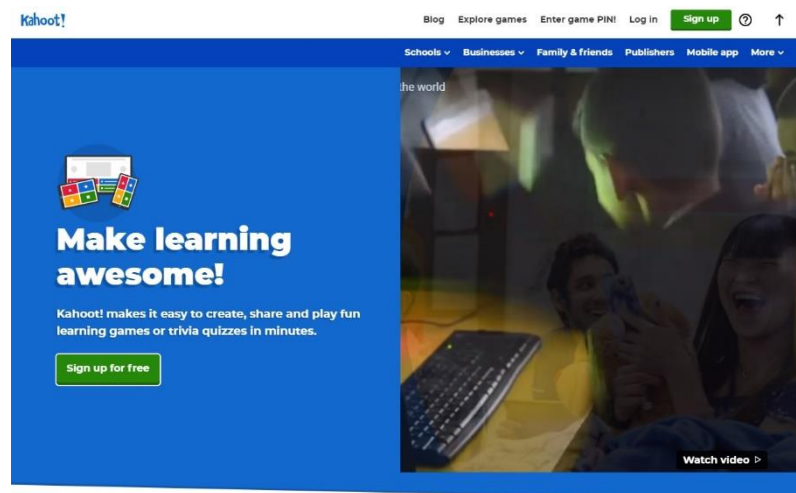 Kahoot!
Blog Explore games Enter game PIN! Log in Sign up
Schools Businesses Family & friends Publishers Mobile app More
the world
Make learning
awesome!
Kahoot! makes it easy to create, share and play fun
learning games or trivia quizzes in minutes.
Sign up for free
Watch video